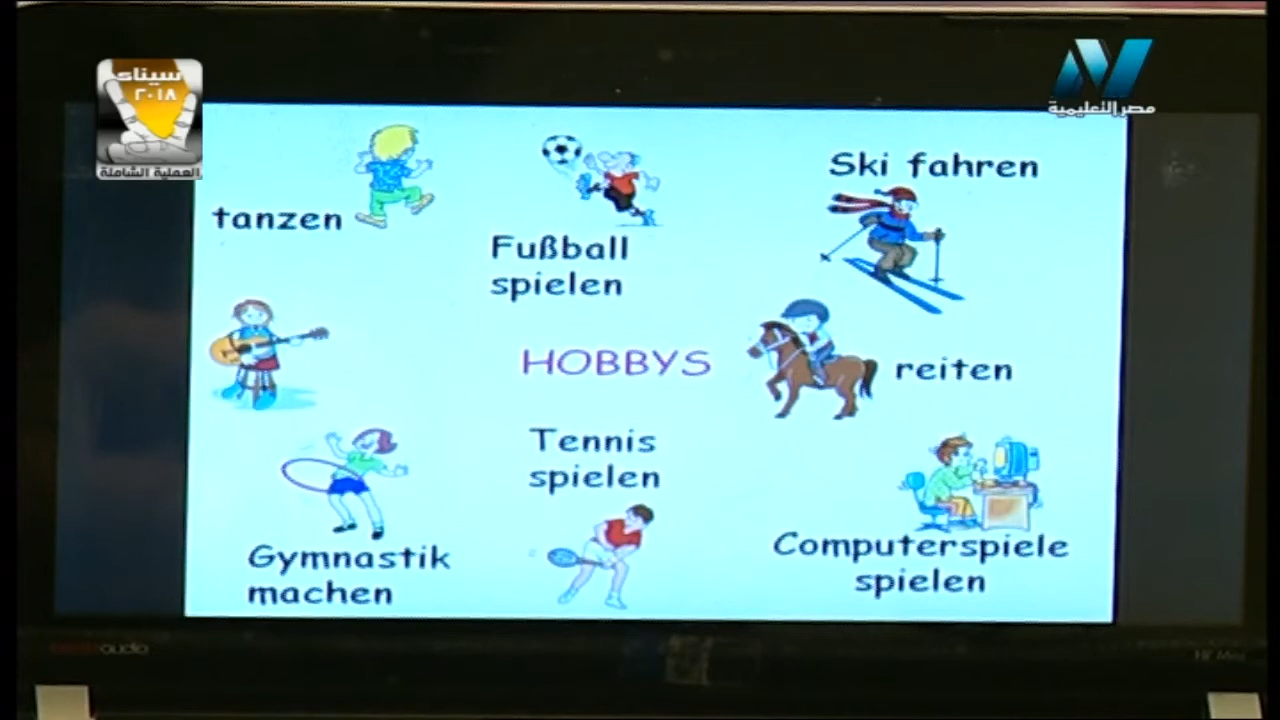 سيناء
٢٠١٨
العملية الشاملة
مصر التعليمية
tanzen
Fußball
spielen
Ski fahren
HOBBYS
reiten
Tennis
spielen
Gymnastik
machen
Computerspiele
spielen